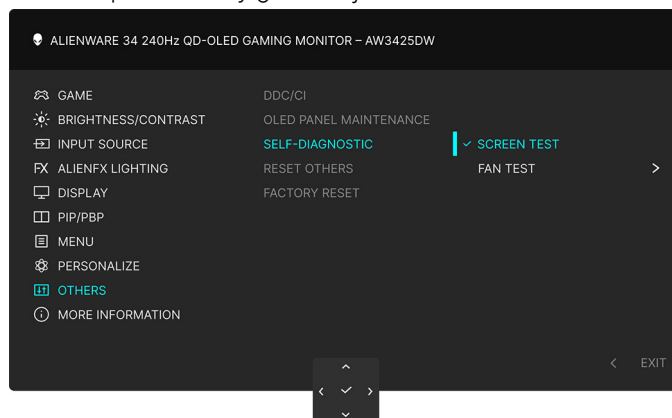 ALIENWARE 34 240Hz QD-OLED GAMING MONITOR – AW3425DW
GAME
BRIGHTNESS/CONTRAST
INPUT SOURCE
FX ALIENFX LIGHTING
DISPLAY
PIP/PBP
MENU
PERSONALIZE
OTHERS
MORE INFORMATION
DDC/CI
OLED PANEL MAINTENANCE
SELF-DIAGNOSTIC
RESET OTHERS
FACTORY RESET
SCREEN TEST
FAN TEST
EXIT